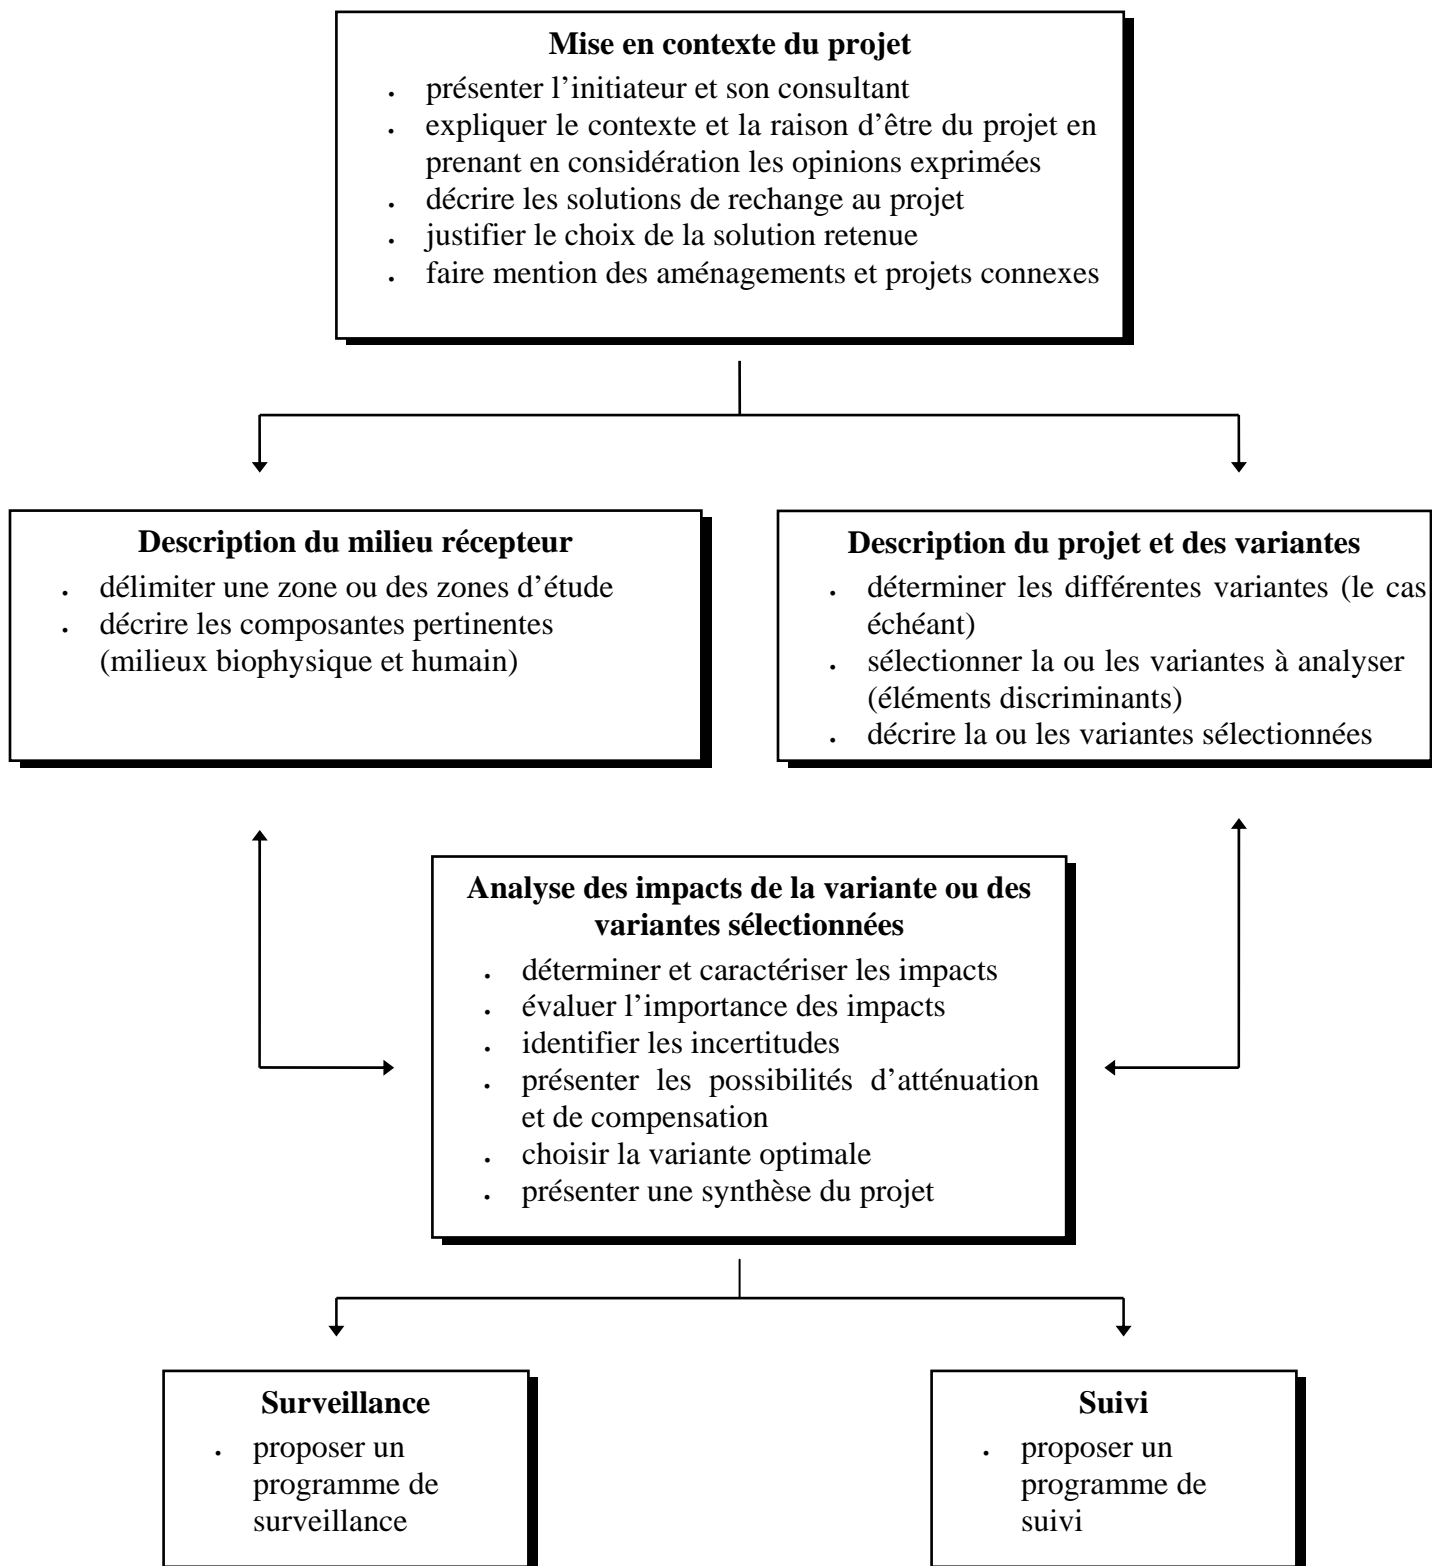 Mise en contexte du projet
. présenter l’initiateur et son consultant
. expliquer le contexte et la raison d’être du projet en
prenant en considération les opinions exprimées
. décrire les solutions de rechange au projet
. justifier le choix de la solution retenue
. faire mention des aménagements et projets connexes
Description du milieu récepteur
. délimiter une zone ou des zones d’étude
. décrire les composantes pertinentes
(milieux biophysique et humain)
Description du projet et des variantes
. déterminer les différentes variantes (le cas
échéant)
. sélectionner la ou les variantes à analyser
(éléments discriminants)
. décrire la ou les variantes sélectionnées
Analyse des impacts de la variante ou des
variantes sélectionnées
. déterminer et caractériser les impacts
. évaluer l’importance des impacts
. identifier les incertitudes
. présenter les possibilités d’atténuation
et de compensation
. choisir la variante optimale
. présenter une synthèse du projet
Surveillance
. proposer un
programme de
surveillance
Suivi
. proposer un
programme de
suivi